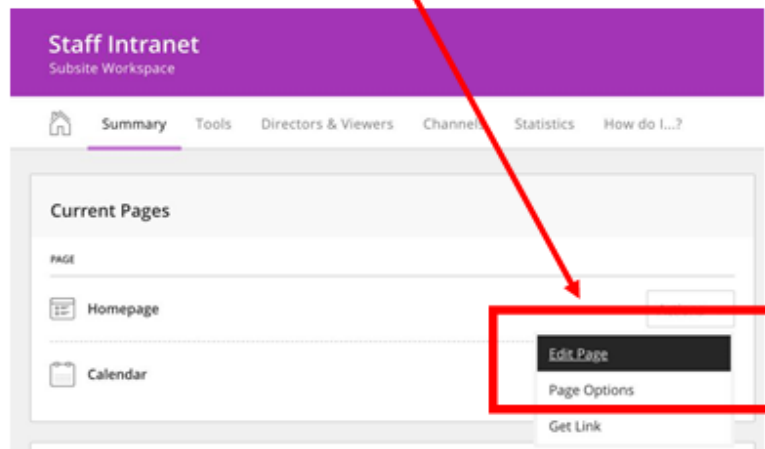 Staff Intranet
Subsite Workspace
Summary Tools Directors & Viewers Channels Statistics How do I...?
Current Pages
PAGE
Homepage
Calendar
Edit Page
Page Options
Get Link